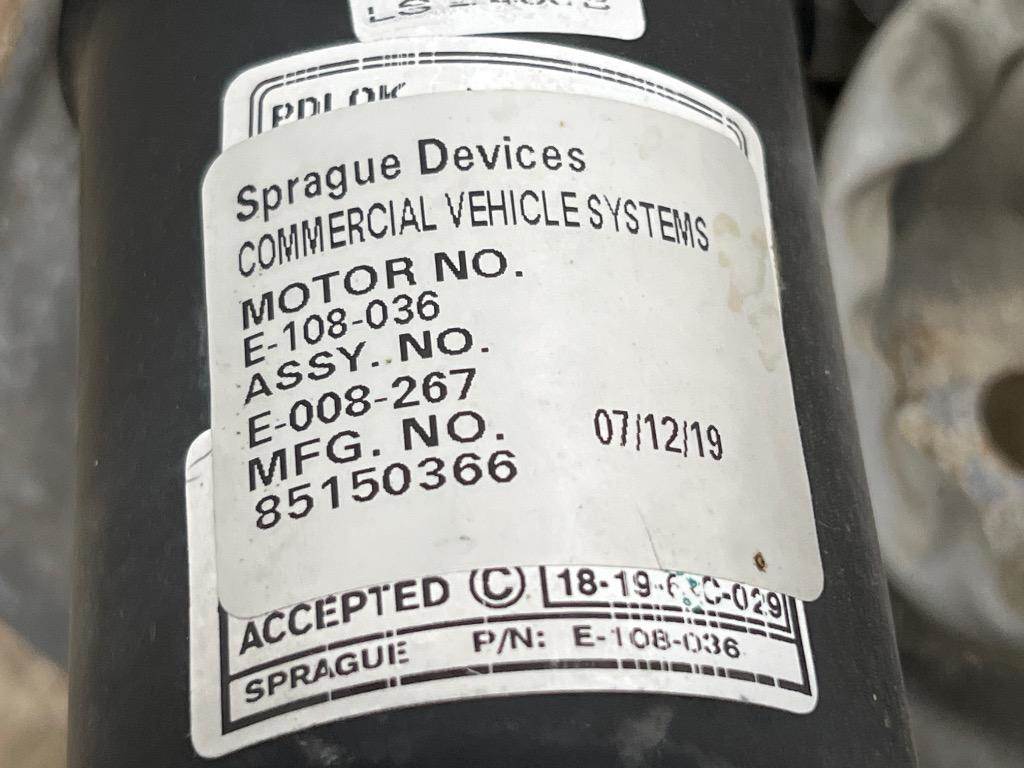 Sprague Devices
COMMERCIAL VEHICLE SYSTEMS
MOTOR NO.
E-108-036
ASSY. NO.
E-008-267
MFG. NO.
85150366
07/12/19
ACCEPTED (C)
SPRAGUE P/N: E-108-036